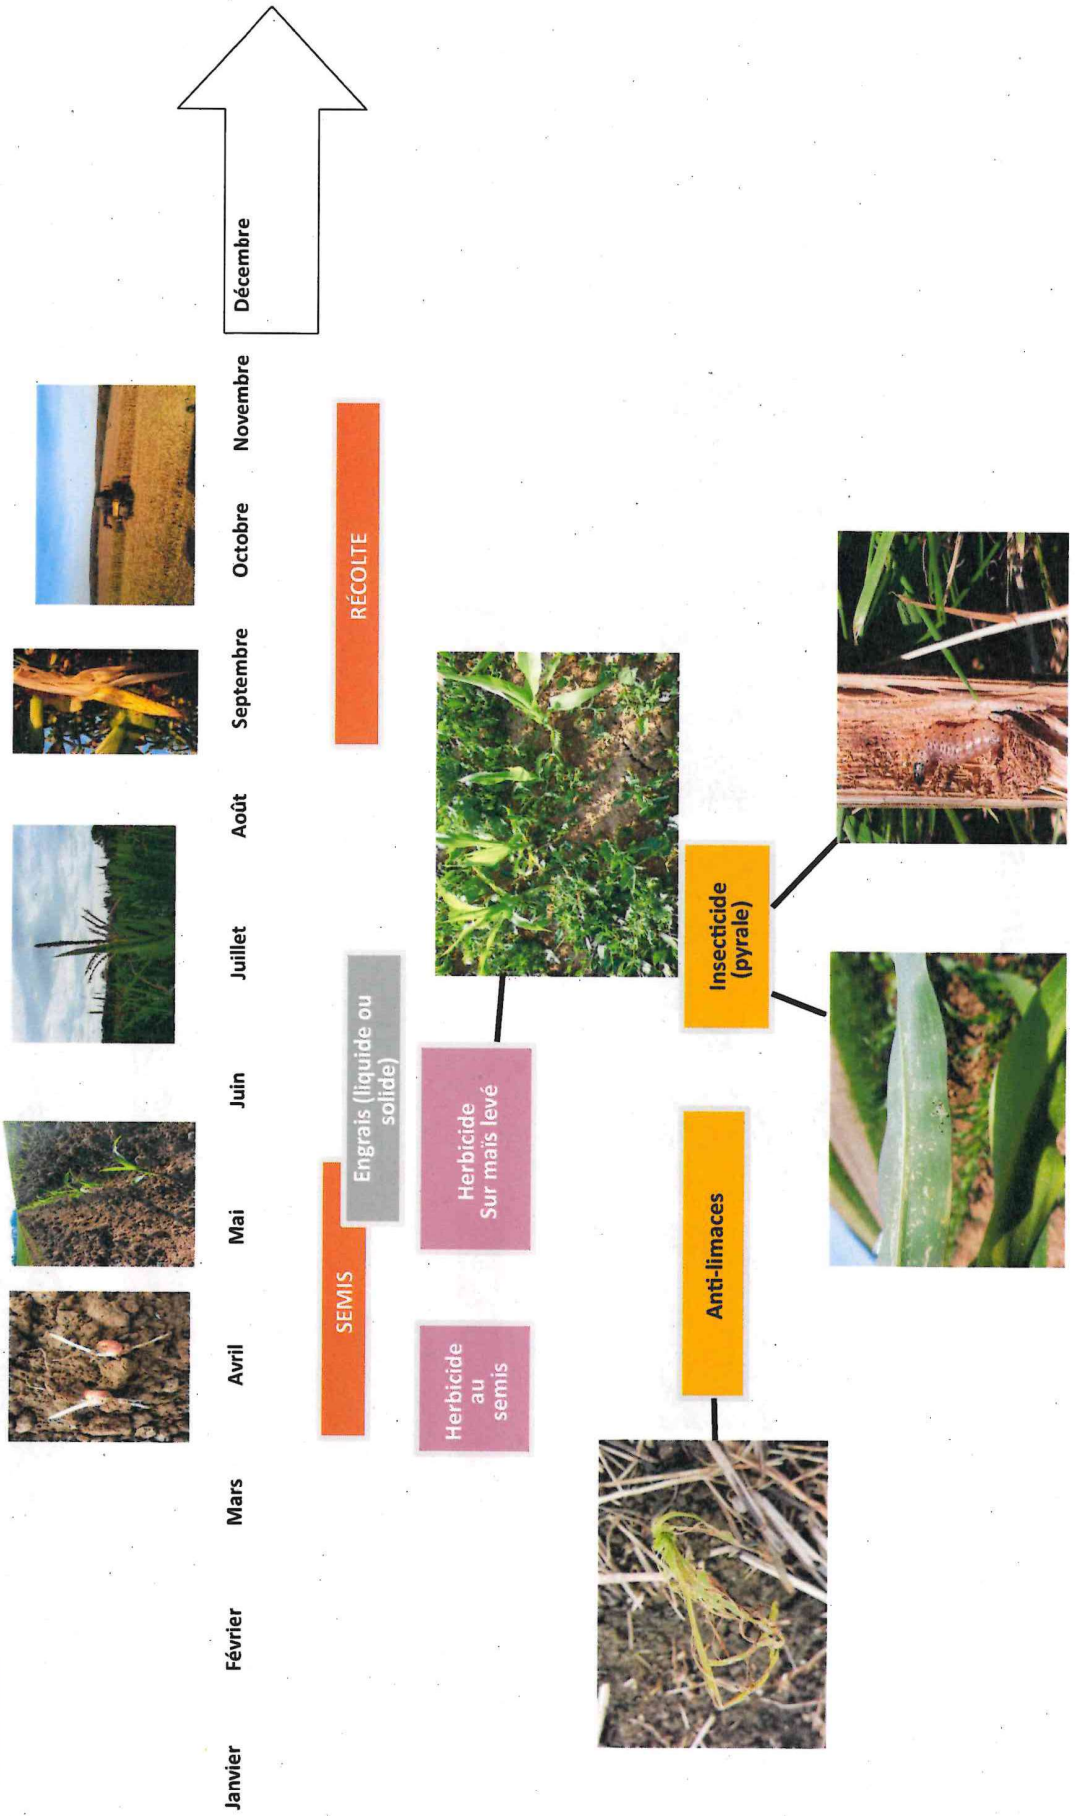 Janvier
Février
Mars
Avril
Mai
Juin
Juillet
Août
Septembre
Octobre
Novembre
Décembre
SEMIS
RÉCOLTE
Engrais (liquide ou
solide)
Herbicide
au
semis
Herbicide
Sur maïs levé
Anti-limaces
Insecticide
(pyrale)